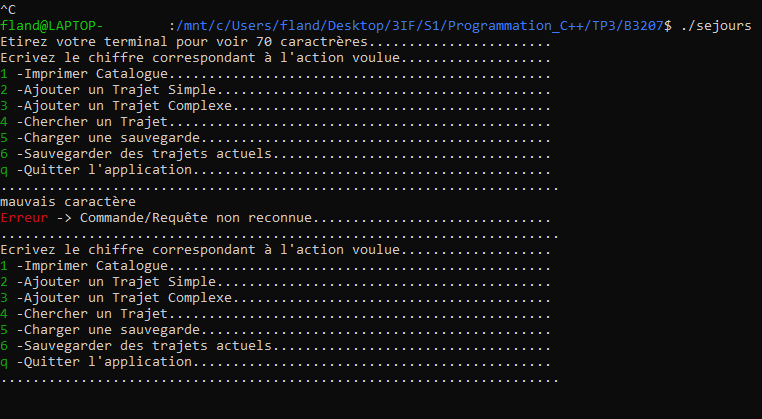 ^C
fland@LAPTOP- :/mnt/c/Users/fland/Desktop/3IF/S1/Programmation_C++/TP3/B3207$ ./sejours
Etirez votre terminal pour voir 70 caractrères.......................
Ecrivez le chiffre correspondant à l'action voulue...................
1 -Imprimer Catalogue................................................
2 -Ajouter un Trajet Simple..........................................
3 -Ajouter un Trajet Complexe........................................
4 -Chercher un Trajet................................................
5 -Charger une sauvegarde............................................
6 -Sauvegarder des trajets actuels...................................
q -Quitter l'application.............................................
......................................................................
mauvais caractère
Erreur -> Commande/Requête non reconnue..............................
......................................................................
Ecrivez le chiffre correspondant à l'action voulue...................
1 -Imprimer Catalogue................................................
2 -Ajouter un Trajet Simple..........................................
3 -Ajouter un Trajet Complexe........................................
4 -Chercher un Trajet................................................
5 -Charger une sauvegarde............................................
6 -Sauvegarder des trajets actuels...................................
q -Quitter l'application.............................................
......................................................................